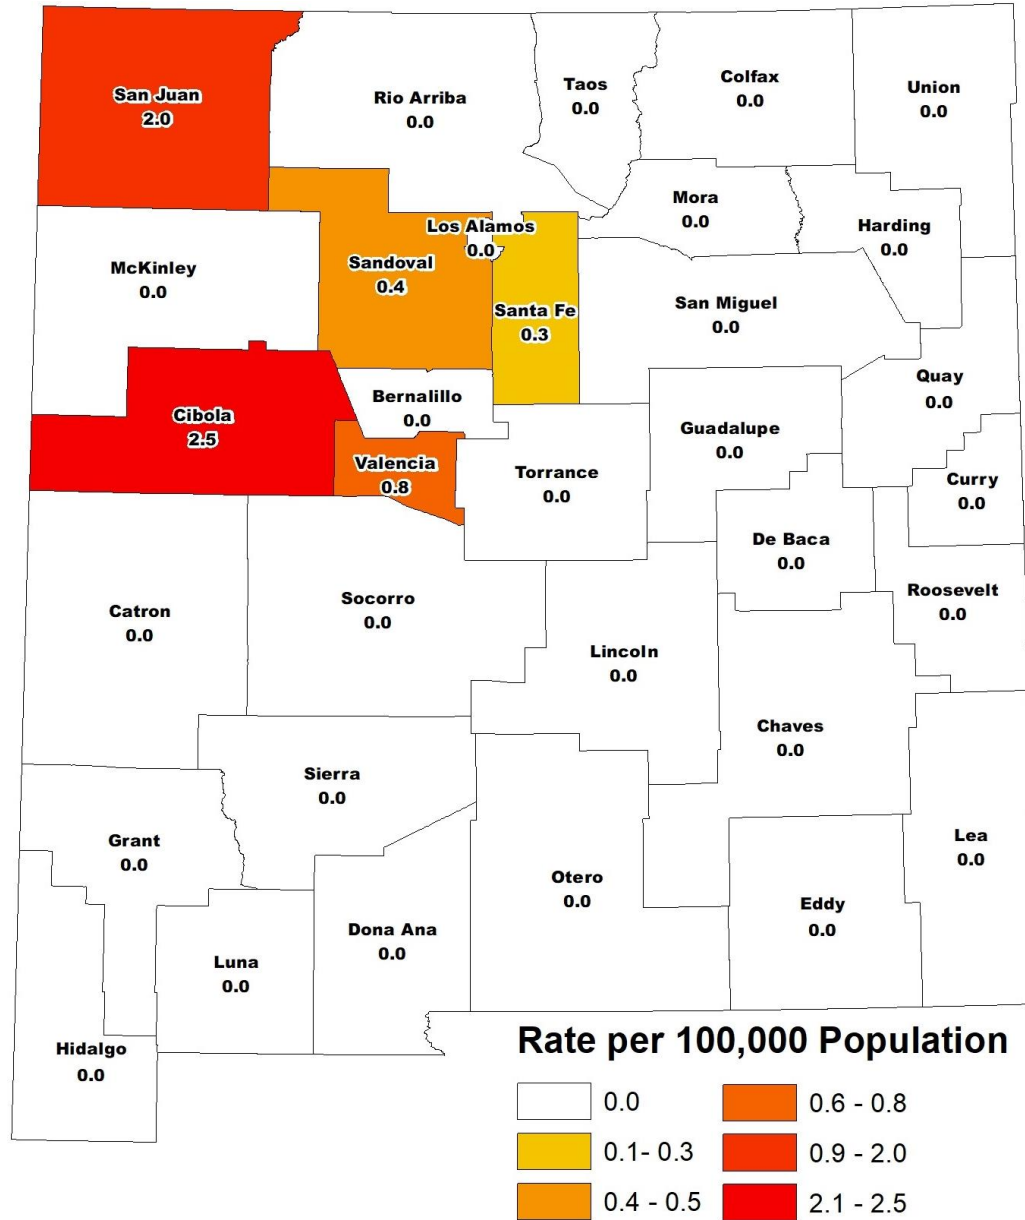 San Juan
2.0
Rio Arriba
0.0
Taos
0.0
Colfax
0.0
Union
0.0
Mora
0.0
Harding
0.0
Los Alamos
0.0
McKinley
0.0
Sandoval
0.4
Santa Fe
0.3
San Miguel
0.0
Quay
0.0
Bernalillo
0.0
Cibola
2.5
Guadalupe
0.0
Valencia
0.8
Torrance
0.0
Curry
0.0
De Baca
0.0
Roosevelt
0.0
Catron
0.0
Socorro
0.0
Lincoln
0.0
Chaves
0.0
Sierra
0.0
Grant
0.0
Lea
0.0
Otero
0.0
Eddy
0.0
Dona Ana
0.0
Luna
0.0
Hidalgo
0.0
Rate per 100,000 Population
0.0
0.6 - 0.8
0.1- 0.3
0.9 - 2.0
0.4 - 0.5
2.1 - 2.5